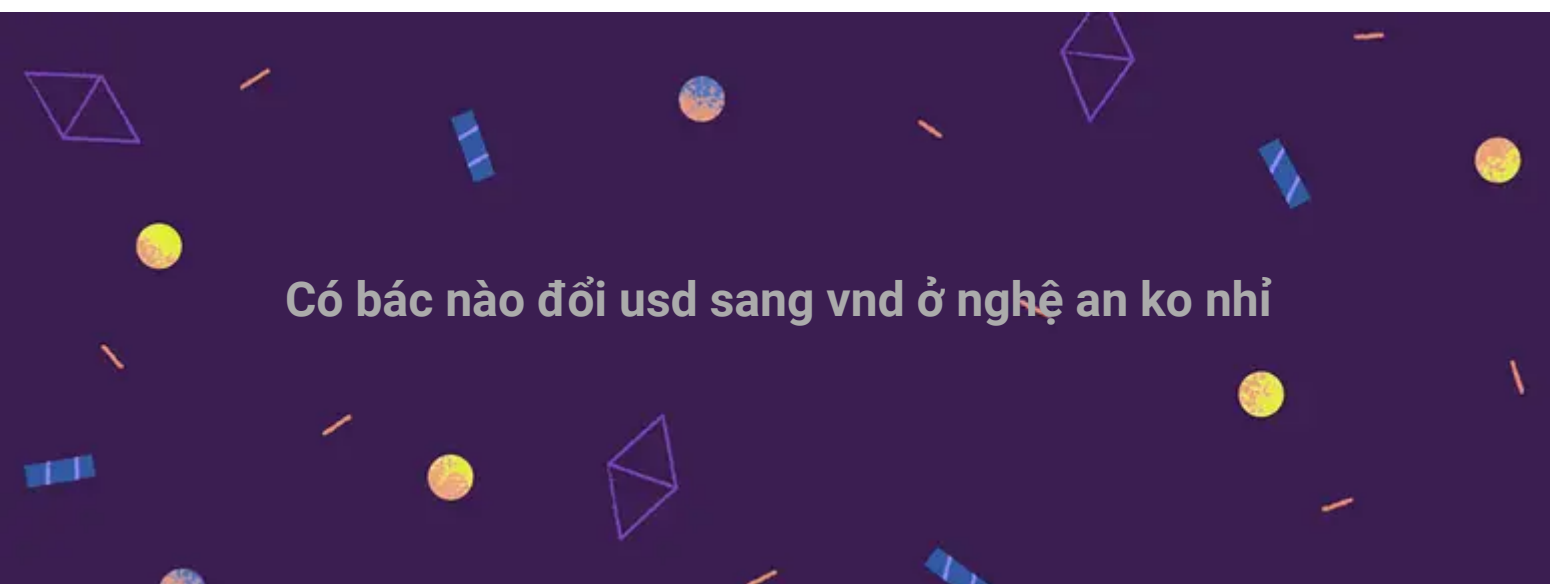 Có bác nào đổi usd sang vnd ở nghệ an ko nhỉ